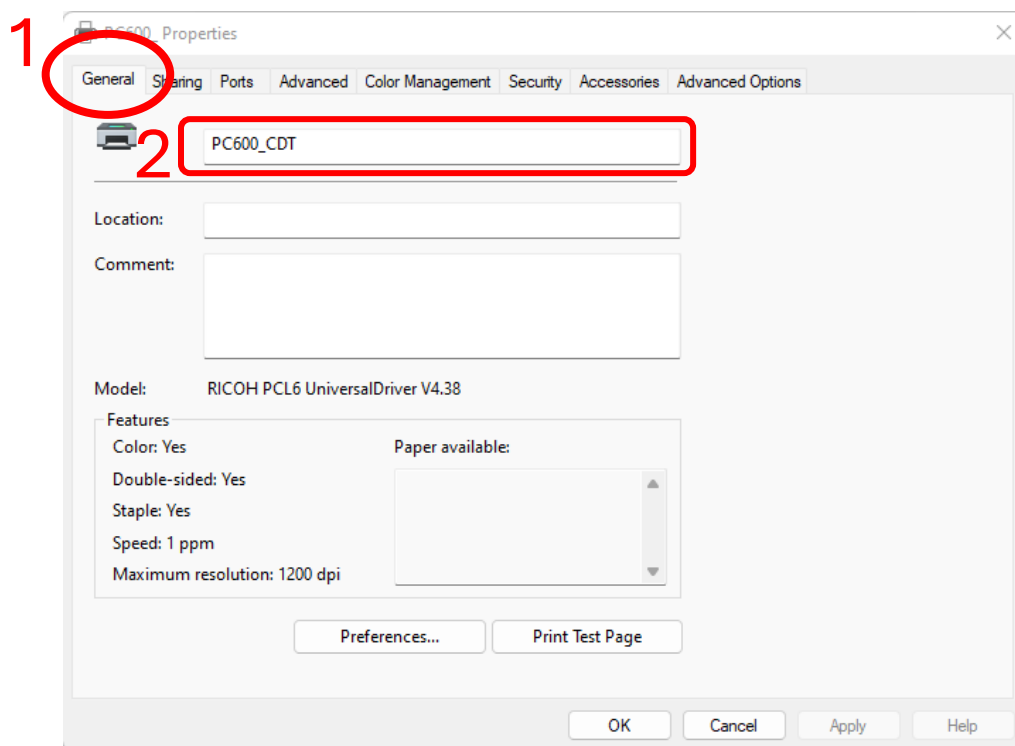 1
PC600_ Properties
General Sharing Ports Advanced Color Management Security Accessories Advanced Options
2
PC600_CDT
Location:
Comment:
Model: RICOH PCL6 UniversalDriver V4.38
Features
Color: Yes Paper available:
Double-sided: Yes
Staple: Yes
Speed: 1 ppm
Maximum resolution: 1200 dpi
Preferences... Print Test Page
OK Cancel Apply Help